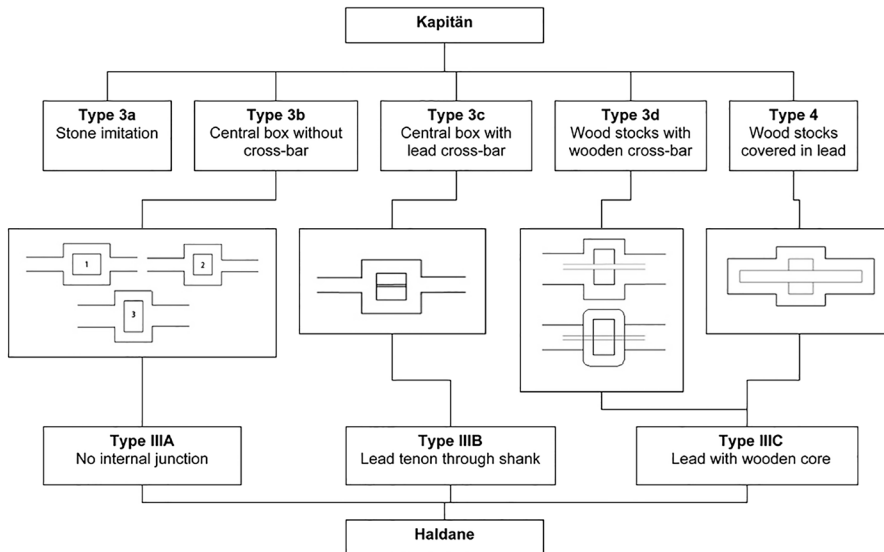 Kapitän
Type 3a
Stone imitation
Type 3b
Central box without
cross-bar
Type 3c
Central box with
lead cross-bar
Type 3d
Wood stocks with
wooden cross-bar
Type 4
Wood stocks
covered in lead
1
2
3
Type IIIA
No internal junction
Type IIIB
Lead tenon through shank
Type IIIC
Lead with wooden core
Haldane